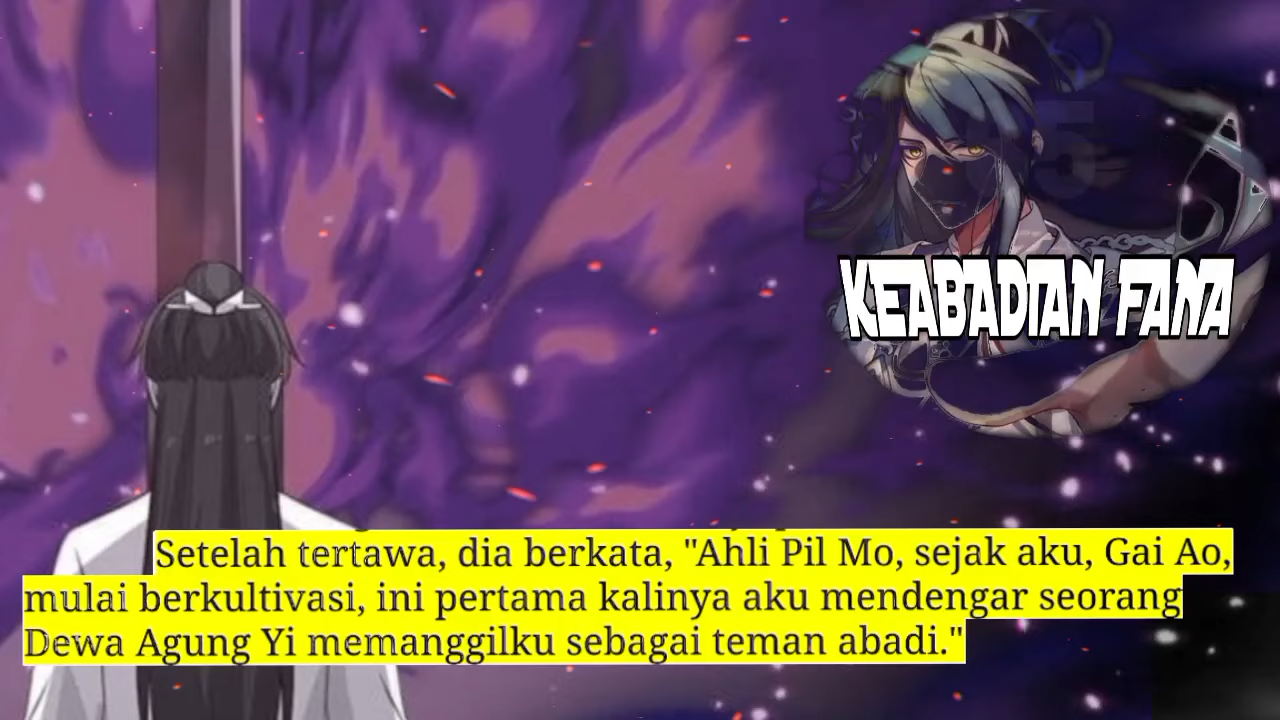 KEABADIAN FANA
Setelah tertawa, dia berkata, "Ahli Pil Mo, sejak aku, Gai Ao,
mulai berkultivasi, ini pertama kalinya aku mendengar seorang
Dewa Agung Yi memanggilku sebagai teman abadi."